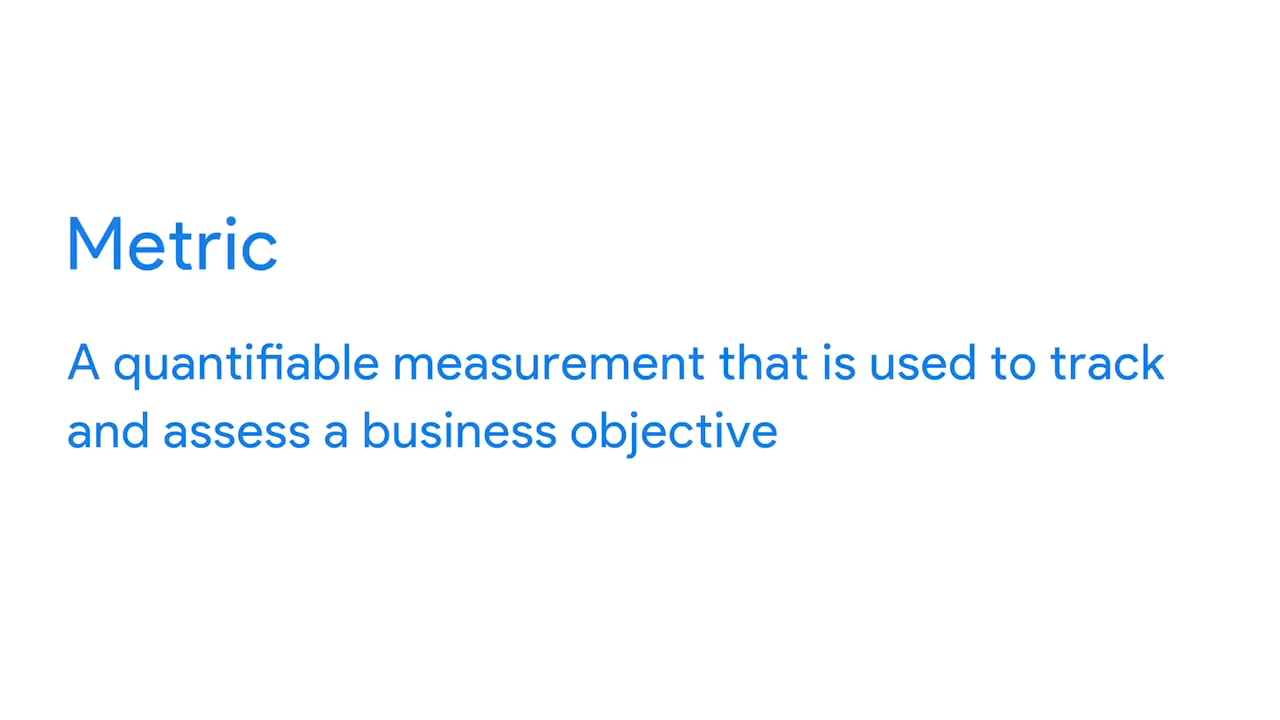 Metric
A quantifiable measurement that is used to track
and assess a business objective